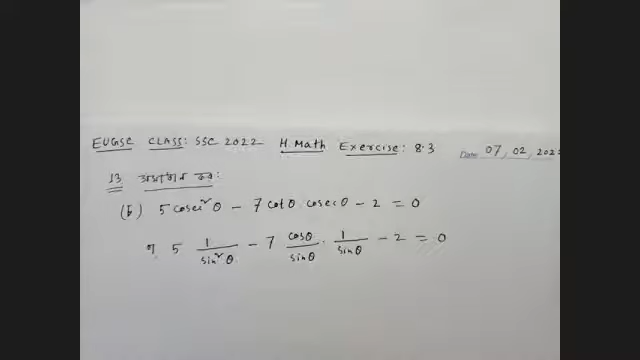 EUGSC CLASS: SSC 2022 H.Math Exercise: 8.3 Date 07, 02, 202
13 সমাধান কর:
(চ) 5 cosec²θ - 7 cotθ cosecθ - 2 = 0
বা, 5 1/sin²θ - 7 cosθ/sinθ · 1/sinθ - 2 = 0